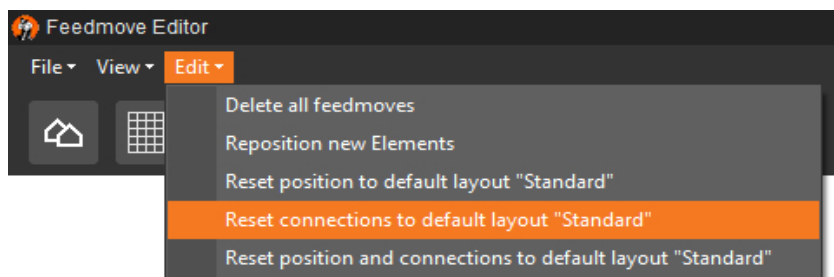 Feedmove Editor
File View Edit
Delete all feedmoves
Reposition new Elements
Reset position to default layout "Standard"
Reset connections to default layout "Standard"
Reset position and connections to default layout "Standard"